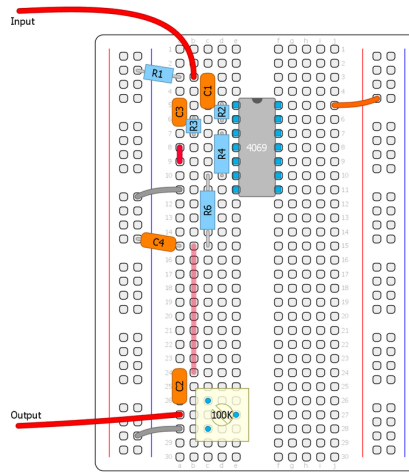 Input
a b c d e f g h i j
R1
C1
C3
R2
R3
4069
R4
R6
C4
C2
100K
Output
a b c d e f g h i j